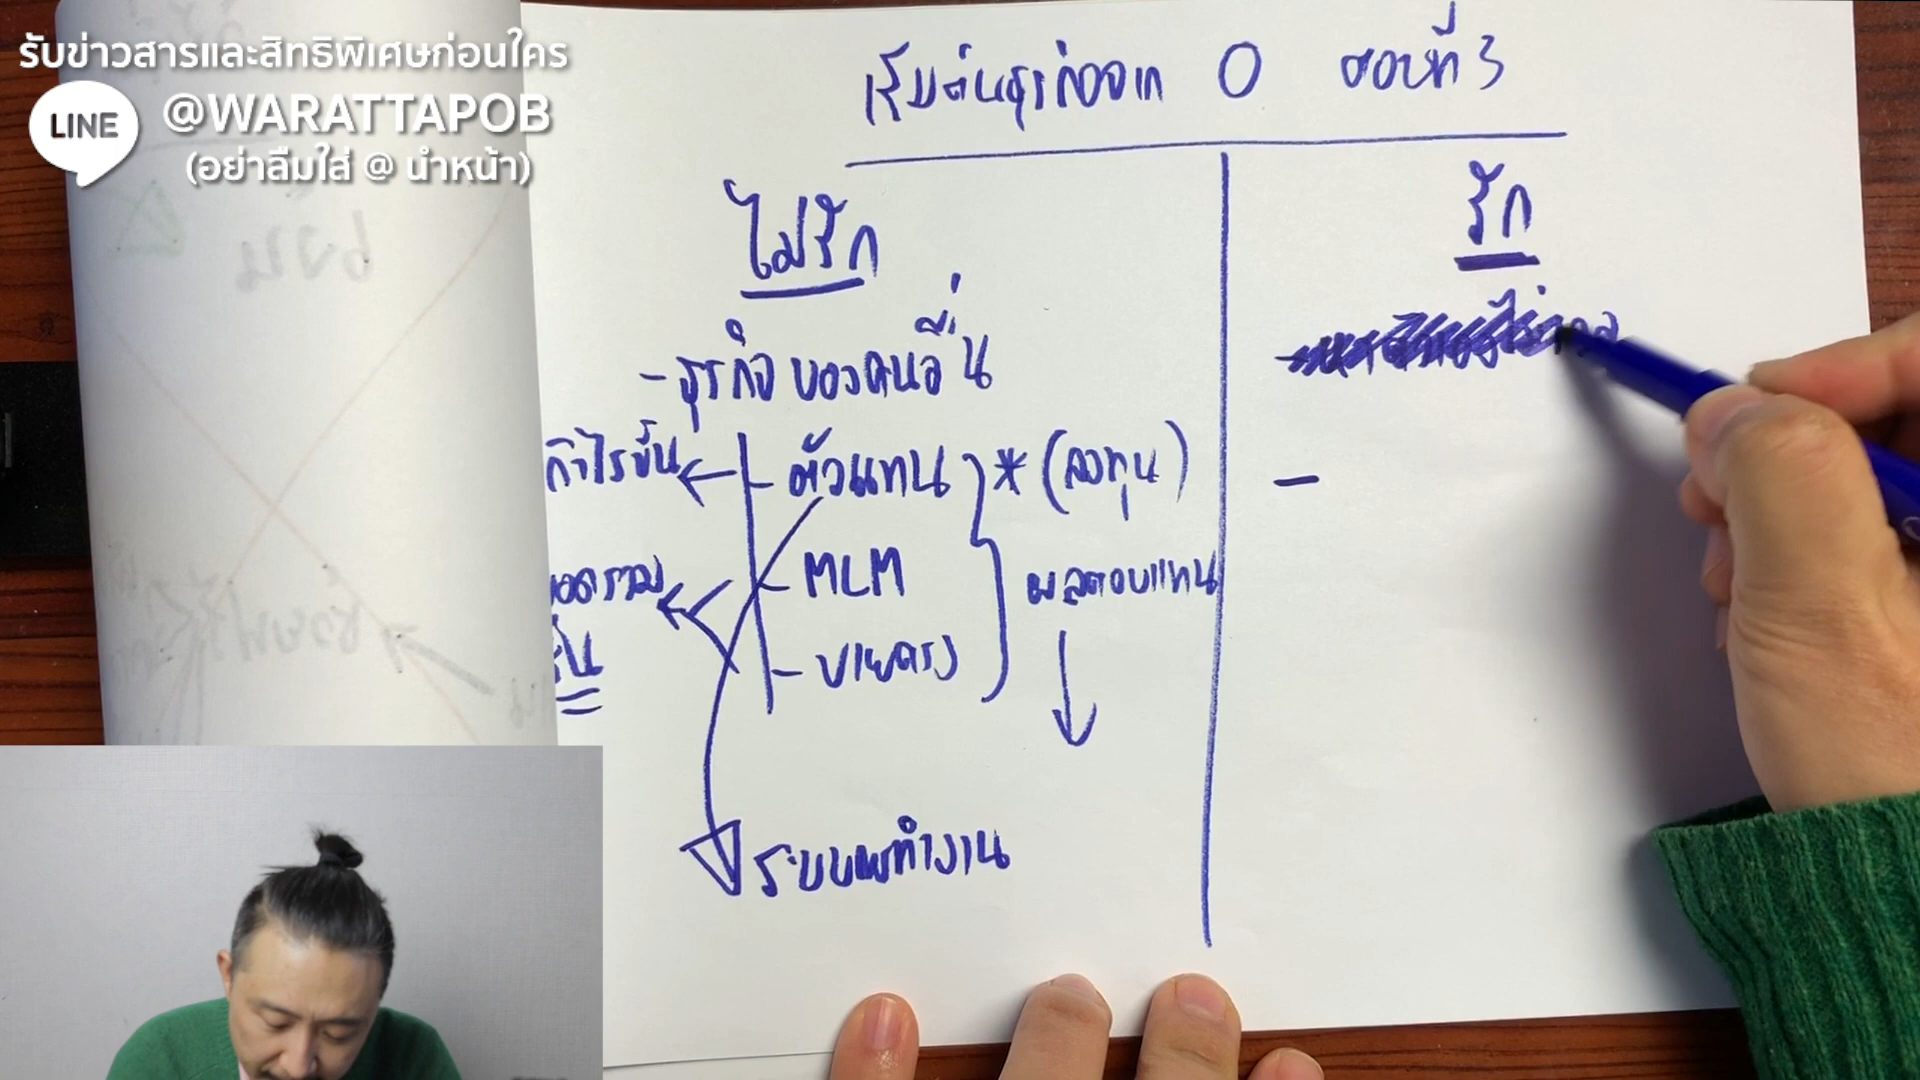 รับข่าวสารและสิทธิพิเศษก่อนใคร
LINE @WARATTAPOB
(อย่าลืมใส่ @ นำหน้า)
เริ่มต้นธุรกิจจาก 0 ตอนที่ 3
ไม่รัก
รัก
- ธุรกิจของคนอื่น
กำไรขั้น
- ตัวแทน * (ลงทุน)
- MLM
ผลตอบแทน
- ขายตรง
ระบบการทำงาน